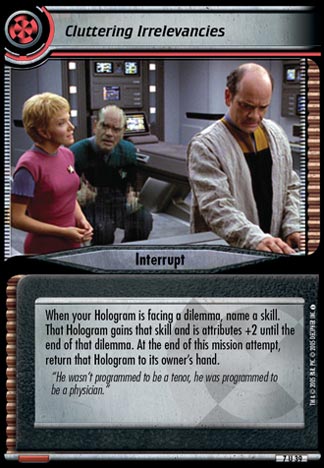 Cluttering Irrelevancies
Interrupt
When your Hologram is facing a dilemma, name a skill.
That Hologram gains that skill and is attributes +2 until the
end of that dilemma. At the end of this mission attempt,
return that Hologram to its owner's hand.
"He wasn't programmed to be a tenor, he was programmed to
be a physician."
7 U 39